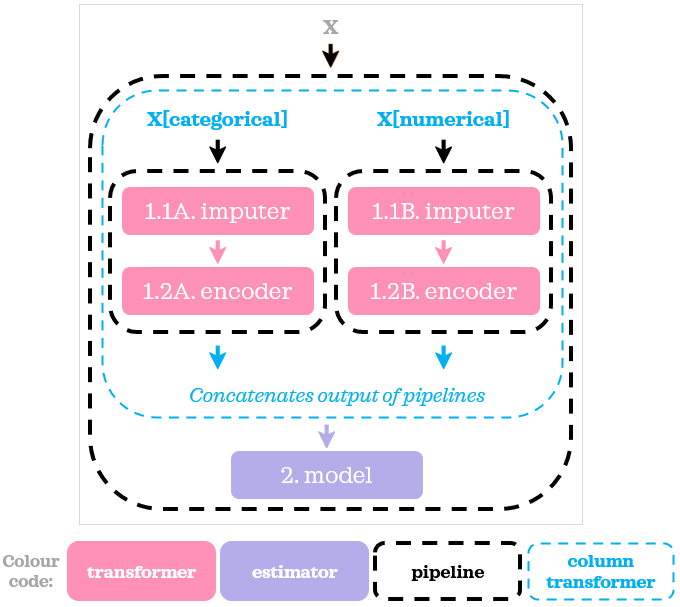 X
X[categorical]
X[numerical]
1.1A. imputer
1.1B. imputer
1.2A. encoder
1.2B. encoder
Concatenates output of pipelines
2. model
Colour
code:
transformer
estimator
pipeline
column
transformer